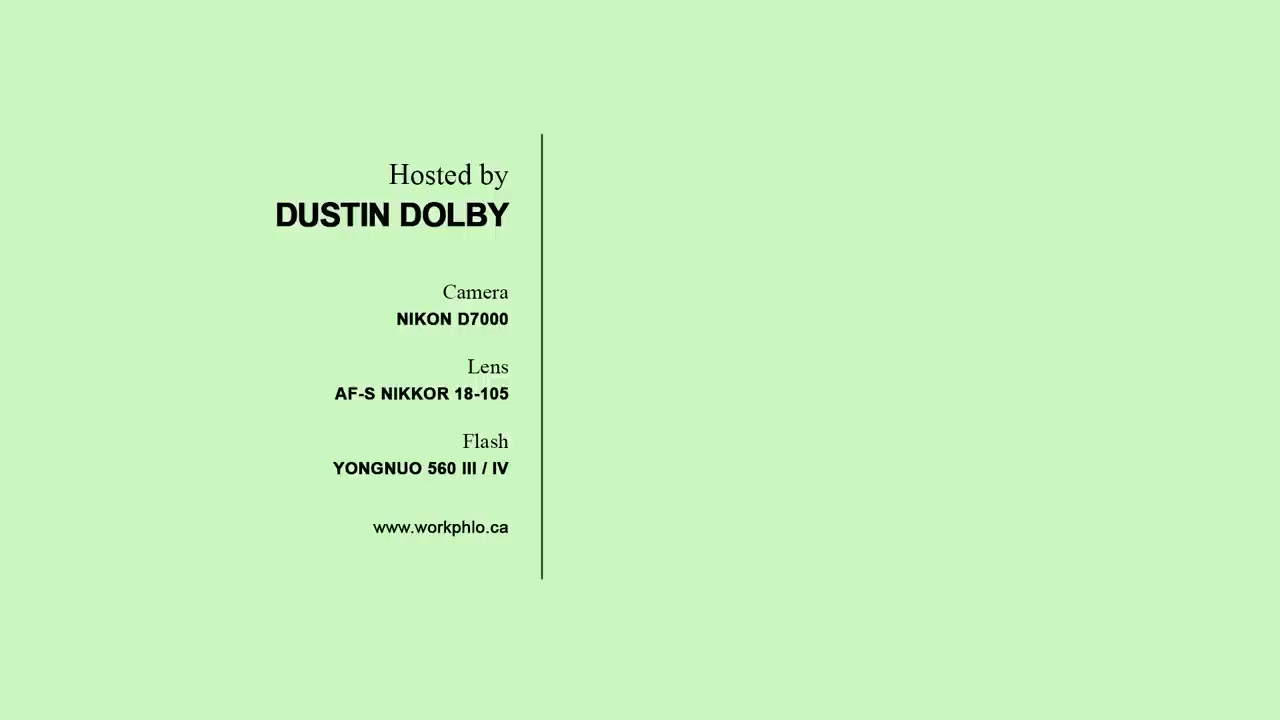 Hosted by
DUSTIN DOLBY
Camera
NIKON D7000
Lens
AF-S NIKKOR 18-105
Flash
YONGNUO 560 III / IV
www.workphlo.ca